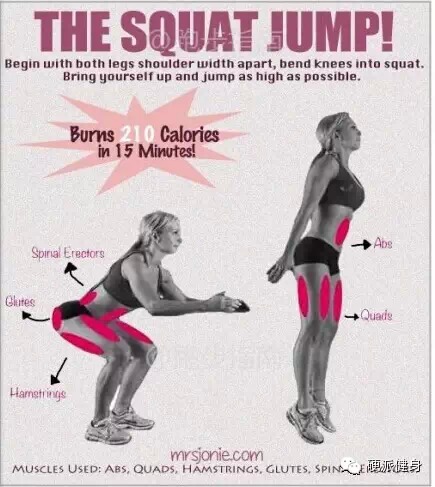 THE SQUAT JUMP!
Begin with both legs shoulder width apart, bend knees into squat.
Bring yourself up and jump as high as possible.
Burns 210 Calories
in 15 Minutes!
Spinal Erectors
Abs
Glutes
Quads
Hamstrings
mrsjonie.com
硬派健身
MUSCLES USED: ABS, QUADS, HAMSTRINGS, GLUTES,